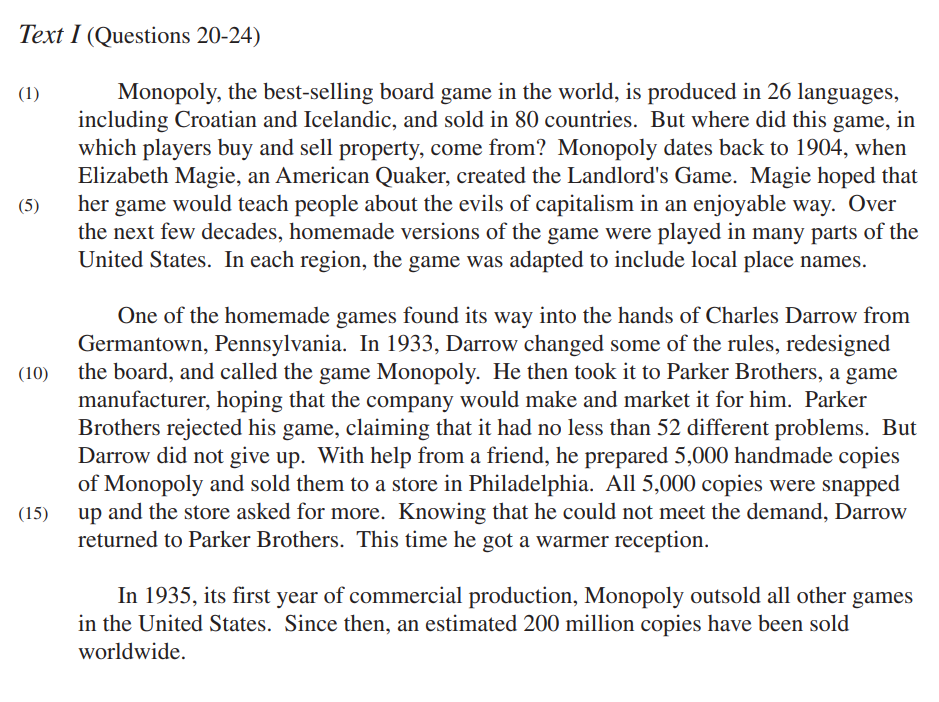 Text I (Questions 20-24)
(1) Monopoly, the best-selling board game in the world, is produced in 26 languages,
including Croatian and Icelandic, and sold in 80 countries. But where did this game, in
which players buy and sell property, come from? Monopoly dates back to 1904, when
Elizabeth Magie, an American Quaker, created the Landlord's Game. Magie hoped that
(5) her game would teach people about the evils of capitalism in an enjoyable way. Over
the next few decades, homemade versions of the game were played in many parts of the
United States. In each region, the game was adapted to include local place names.
One of the homemade games found its way into the hands of Charles Darrow from
Germantown, Pennsylvania. In 1933, Darrow changed some of the rules, redesigned
(10) the board, and called the game Monopoly. He then took it to Parker Brothers, a game
manufacturer, hoping that the company would make and market it for him. Parker
Brothers rejected his game, claiming that it had no less than 52 different problems. But
Darrow did not give up. With help from a friend, he prepared 5,000 handmade copies
of Monopoly and sold them to a store in Philadelphia. All 5,000 copies were snapped
(15) up and the store asked for more. Knowing that he could not meet the demand, Darrow
returned to Parker Brothers. This time he got a warmer reception.
In 1935, its first year of commercial production, Monopoly outsold all other games
in the United States. Since then, an estimated 200 million copies have been sold
worldwide.